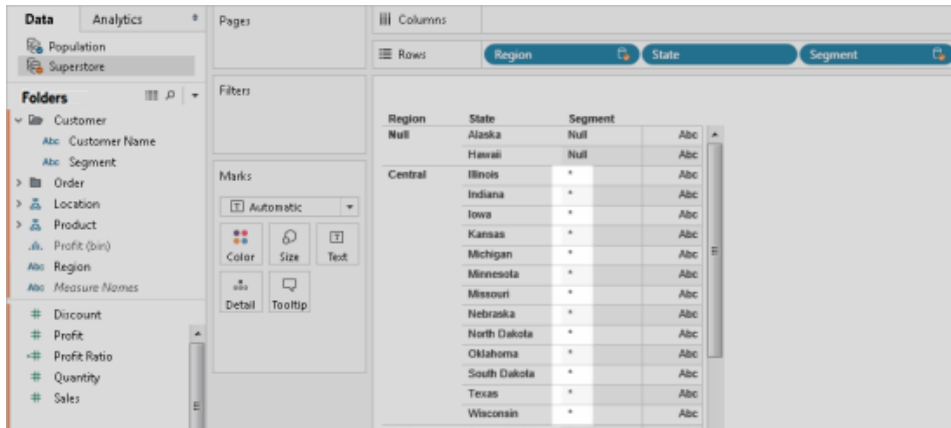 Data Analytics
Population
Superstore
Folders
Customer
Abc Customer Name
Abc Segment
Order
Location
Product
Profit (bin)
Abc Region
Abc Measure Names
# Discount
# Profit
# Profit Ratio
# Quantity
# Sales
Pages
Filters
Marks
T Automatic
Color Size Text
Detail Tooltip
Columns
Rows Region State Segment
Region State Segment
Null Alaska Null Abc
Hawaii Null Abc
Central Illinois * Abc
Indiana * Abc
Iowa * Abc
Kansas * Abc
Michigan * Abc
Minnesota * Abc
Missouri * Abc
Nebraska * Abc
North Dakota * Abc
Oklahoma * Abc
South Dakota * Abc
Texas * Abc
Wisconsin * Abc